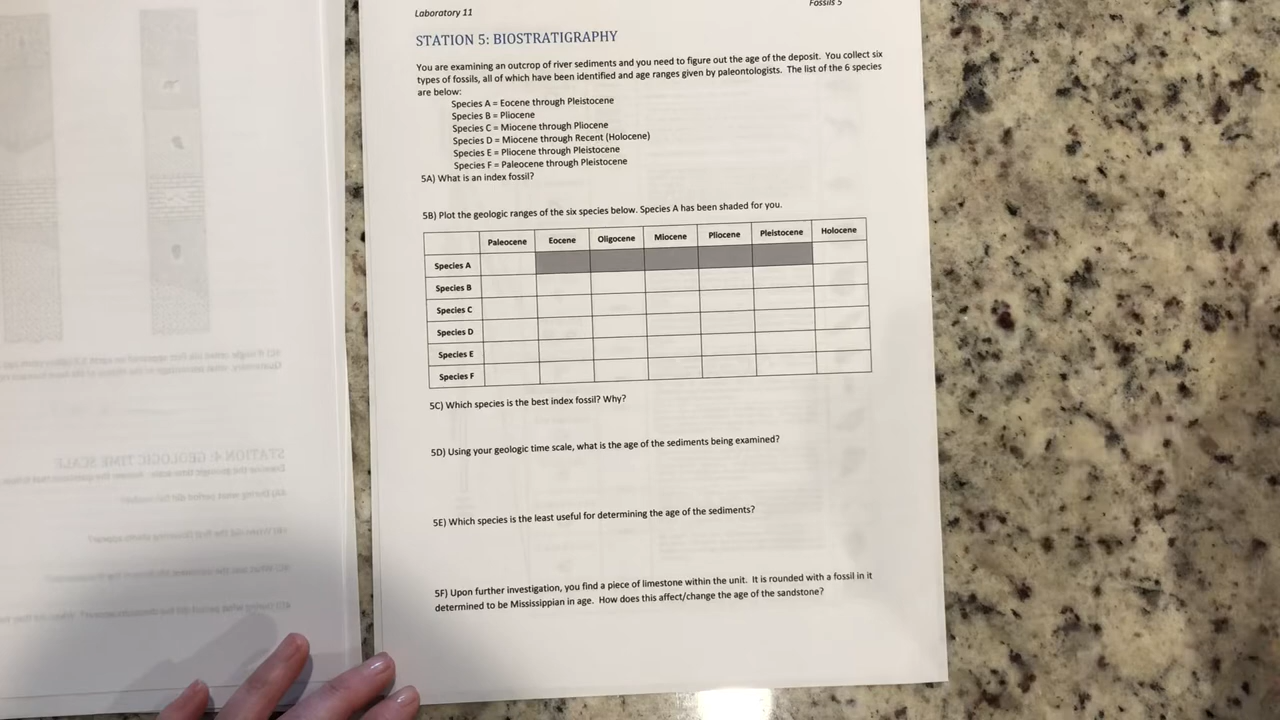 Laboratory 11
Fossils 5
STATION 5: BIOSTRATIGRAPHY
You are examining an outcrop of river sediments and you need to figure out the age of the deposit. You collect six
types of fossils, all of which have been identified and age ranges given by paleontologists. The list of the 6 species
are below:
Species A = Eocene through Pleistocene
Species B = Pliocene
Species C = Miocene through Pliocene
Species D = Miocene through Recent (Holocene)
Species E = Pliocene through Pleistocene
Species F = Paleocene through Pleistocene
5A) What is an index fossil?
5B) Plot the geologic ranges of the six species below. Species A has been shaded for you.
Paleocene Eocene Oligocene Miocene Pliocene Pleistocene Holocene
Species A
Species B
Species C
Species D
Species E
Species F
5C) Which species is the best index fossil? Why?
5D) Using your geologic time scale, what is the age of the sediments being examined?
5E) Which species is the least useful for determining the age of the sediments?
5F) Upon further investigation, you find a piece of limestone within the unit. It is rounded with a fossil in it
determined to be Mississippian in age. How does this affect/change the age of the sandstone?
STATION 4: GEOLOGIC TIME SCALE